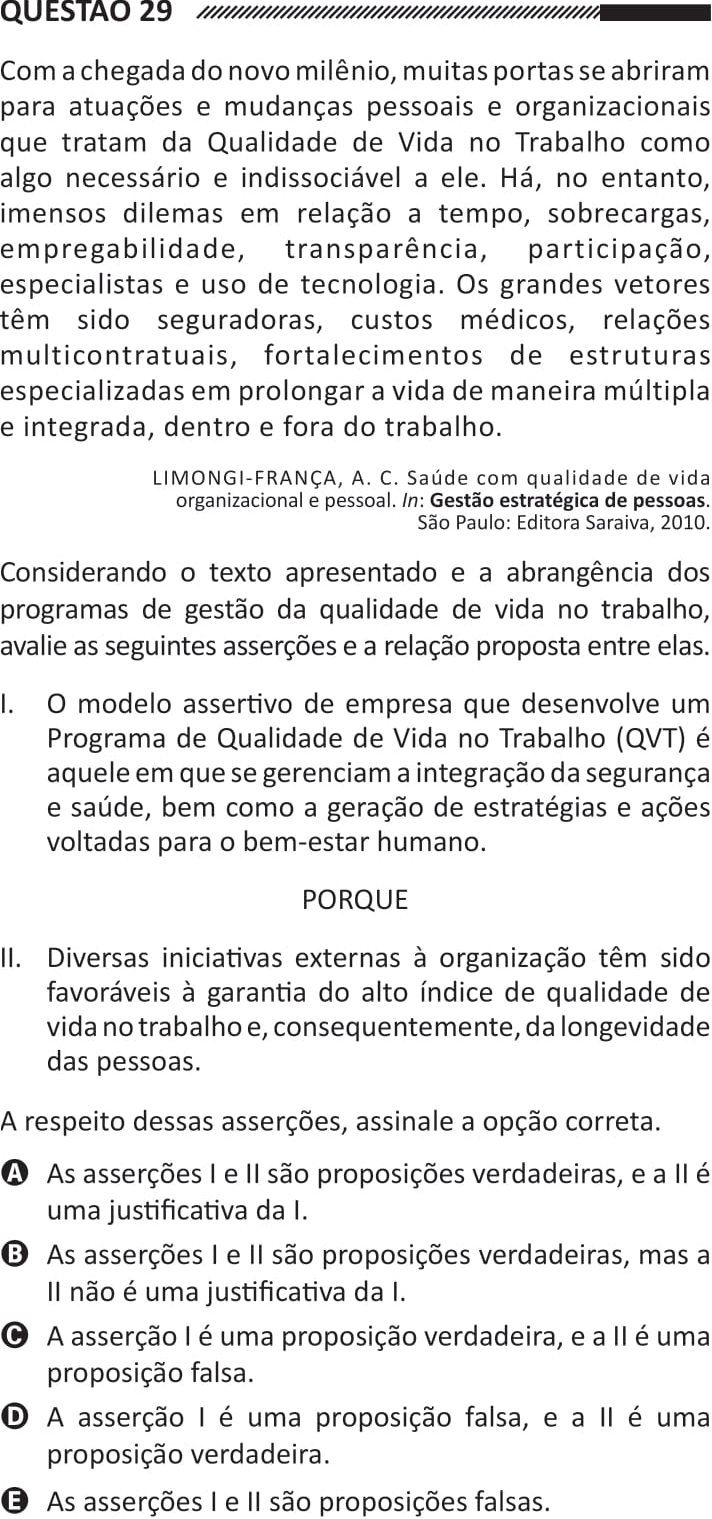 QUESTÃO 29
Com a chegada do novo milênio, muitas portas se abriram
para atuações e mudanças pessoais e organizacionais
que tratam da Qualidade de Vida no Trabalho como
algo necessário e indissociável a ele. Há, no entanto,
imensos dilemas em relação a tempo, sobrecargas,
empregabilidade, transparência, participação,
especialistas e uso de tecnologia. Os grandes vetores
têm sido seguradoras, custos médicos, relações
multicontratuais, fortalecimentos de estruturas
especializadas em prolongar a vida de maneira múltipla
e integrada, dentro e fora do trabalho.
LIMONGI-FRANÇA, A. C. Saúde com qualidade de vida
organizacional e pessoal. In: Gestão estratégica de pessoas.
São Paulo: Editora Saraiva, 2010.
Considerando o texto apresentado e a abrangência dos
programas de gestão da qualidade de vida no trabalho,
avalie as seguintes asserções e a relação proposta entre elas.
I. O modelo assertivo de empresa que desenvolve um
Programa de Qualidade de Vida no Trabalho (QVT) é
aquele em que se gerenciam a integração da segurança
e saúde, bem como a geração de estratégias e ações
voltadas para o bem-estar humano.
PORQUE
II. Diversas iniciativas externas à organização têm sido
favoráveis à garantia do alto índice de qualidade de
vida no trabalho e, consequentemente, da longevidade
das pessoas.
A respeito dessas asserções, assinale a opção correta.
A As asserções I e II são proposições verdadeiras, e a II é
uma justificativa da I.
B As asserções I e II são proposições verdadeiras, mas a
II não é uma justificativa da I.
C A asserção I é uma proposição verdadeira, e a II é uma
proposição falsa.
D A asserção I é uma proposição falsa, e a II é uma
proposição verdadeira.
E As asserções I e II são proposições falsas.